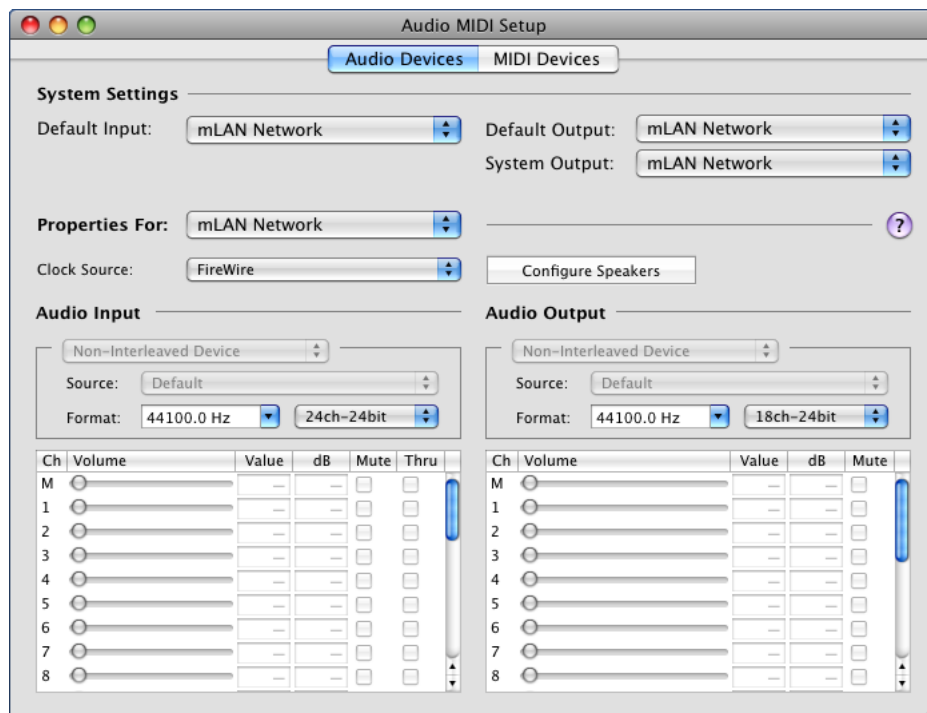 Audio MIDI Setup
Audio Devices MIDI Devices
System Settings
Default Input: mLAN Network
Default Output: mLAN Network
System Output: mLAN Network
Properties For: mLAN Network ?
Clock Source: FireWire
Configure Speakers
Audio Input
Non-Interleaved Device
Source: Default
Format: 44100.0 Hz 24ch-24bit
Ch Volume Value dB Mute Thru
M — —
1 — —
2 — —
3 — —
4 — —
5 — —
6 — —
7 — —
8 — —
Audio Output
Non-Interleaved Device
Source: Default
Format: 44100.0 Hz 18ch-24bit
Ch Volume Value dB Mute
M — —
1 — —
2 — —
3 — —
4 — —
5 — —
6 — —
7 — —
8 — —